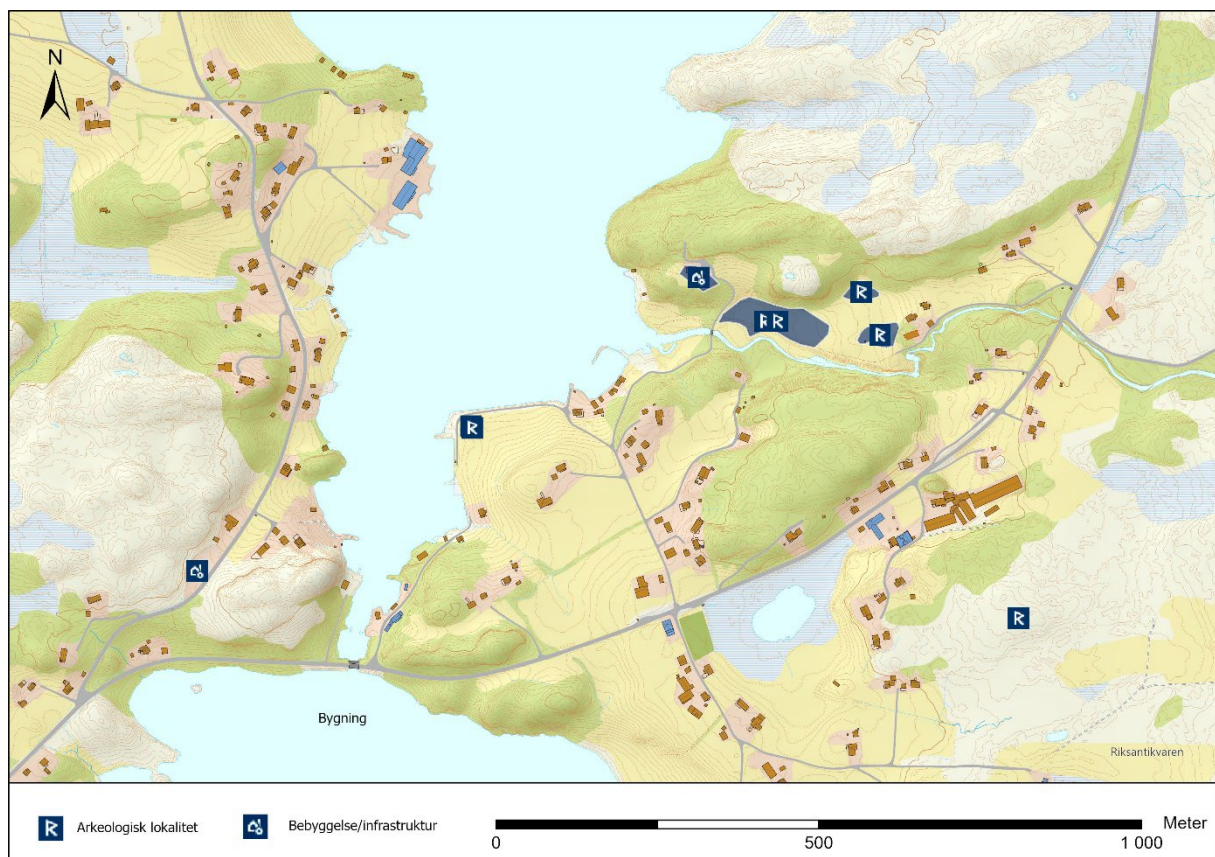 N
R
R
R
R
R
R
Bygning
Riksantikvaren
R Arkeologisk lokalitet
Bebyggelse/infrastruktur
Meter
0 500 1 000